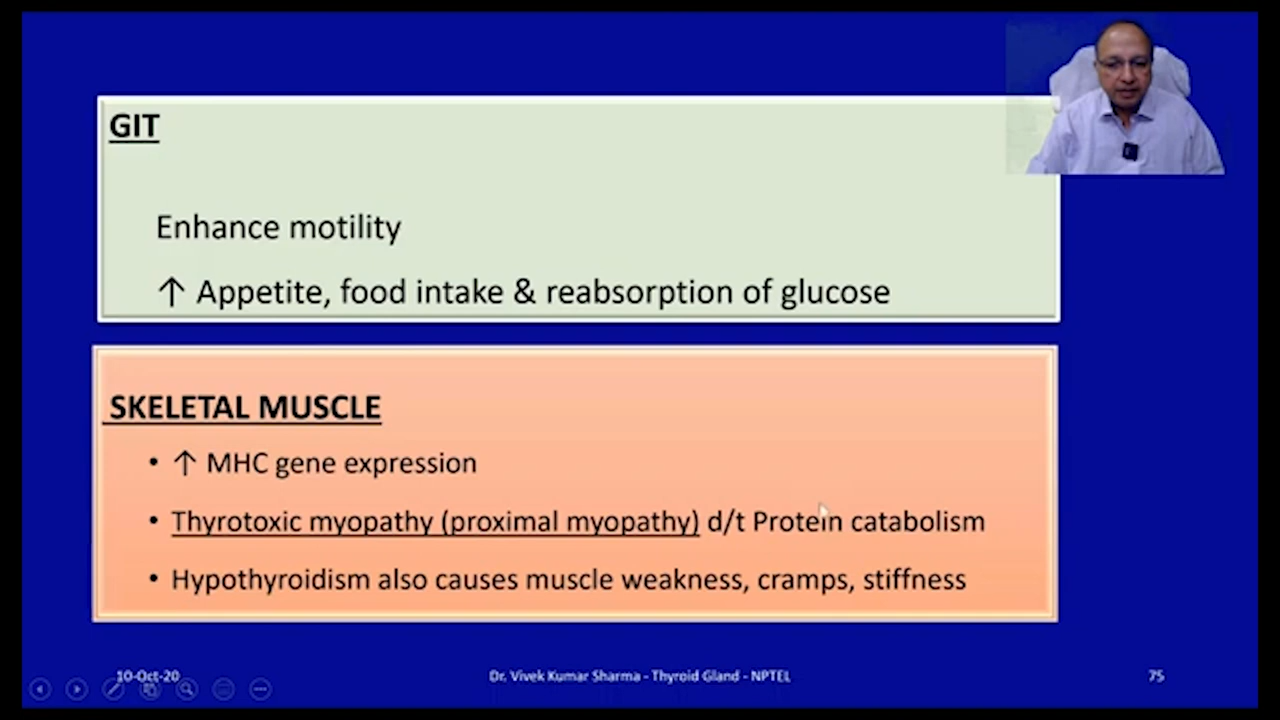 GIT
Enhance motility
↑ Appetite, food intake & reabsorption of glucose
SKELETAL MUSCLE
• ↑ MHC gene expression
• Thyrotoxic myopathy (proximal myopathy) d/t Protein catabolism
• Hypothyroidism also causes muscle weakness, cramps, stiffness
10-Oct-20
Dr. Vivek Kumar Sharma - Thyroid Gland - NPTEL
75